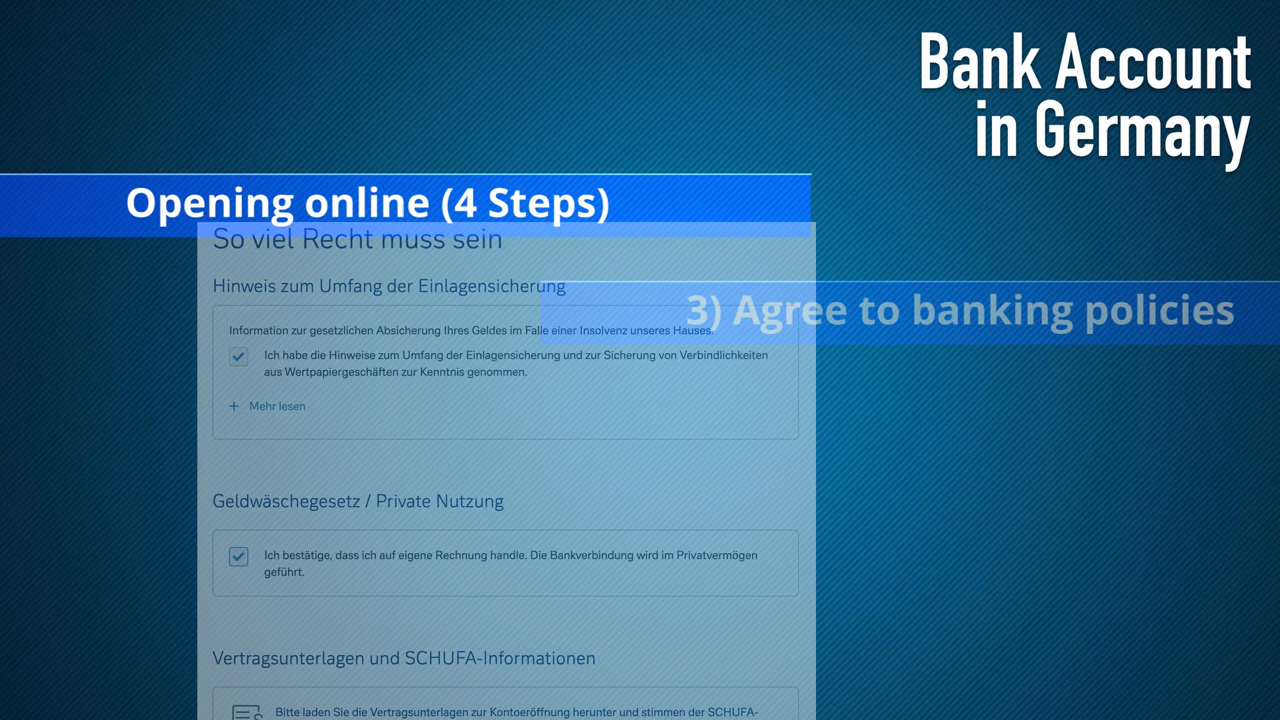 Bank Account
in Germany
Opening online (4 Steps)
So viel Recht muss sein
Hinweis zum Umfang der Einlagensicherung
3) Agree to banking policies
Information zur gesetzlichen Absicherung Ihres Geldes im Falle einer Insolvenz unseres Hauses.
Ich habe die Hinweise zum Umfang der Einlagensicherung und zur Sicherung von Verbindlichkeiten
aus Wertpapiergeschäften zur Kenntnis genommen.
+ Mehr lesen
Geldwäschegesetz / Private Nutzung
Ich bestätige, dass ich auf eigene Rechnung handle. Die Bankverbindung wird im Privatvermögen
geführt.
Vertragsunterlagen und SCHUFA-Informationen
Bitte laden Sie die Vertragsunterlagen zur Kontoeröffnung herunter und stimmen der SCHUFA-